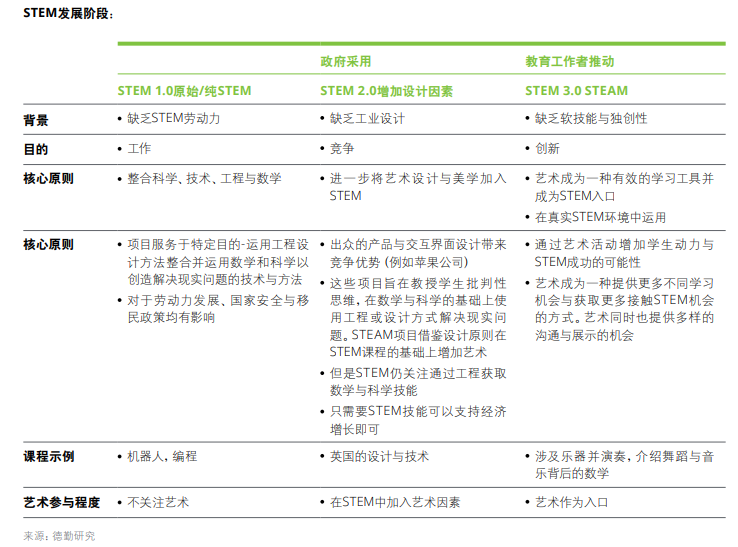 STEM发展阶段：
政府采用
教育工作者推动
STEM 1.0原始/纯STEM
STEM 2.0增加设计因素
STEM 3.0 STEAM
背景
• 缺乏STEM劳动力
• 缺乏工业设计
• 缺乏软技能与独创性
目的
• 工作
• 竞争
• 创新
核心原则
• 整合科学、技术、工程与数学
• 进一步将艺术设计与美学加入
STEM
• 艺术成为一种有效的学习工具并
成为STEM入口
• 在真实STEM环境中运用
核心原则
• 项目服务于特定目的-运用工程设
计方法整合并运用数学和科学以
创造解决现实问题的技术与方法
• 对于劳动力发展、国家安全与移
民政策均有影响
• 出众的产品与交互界面设计带来
竞争优势（例如苹果公司）
• 这些项目旨在教授学生批判性
思维，在数学与科学的基础上使
用工程或设计方式解决现实问
题。STEAM项目借鉴设计原则在
STEM课程的基础上增加艺术
• 但是STEM仍关注通过工程获取
数学与科学技能
• 只需要STEM技能可以支持经济
增长即可
• 通过艺术活动增加学生动力与
STEM成功的可能性
• 艺术成为一种提供更多不同学习
机会与获取更多接触STEM机会
的方式。艺术同时也提供多样的
沟通与展示的机会
课程示例
• 机器人，编程
• 英国的设计与技术
• 涉及乐器并演奏，介绍舞蹈与音
乐背后的数学
艺术参与程度
• 不关注艺术
• 在STEM中加入艺术因素
• 艺术作为入口
来源：德勤研究